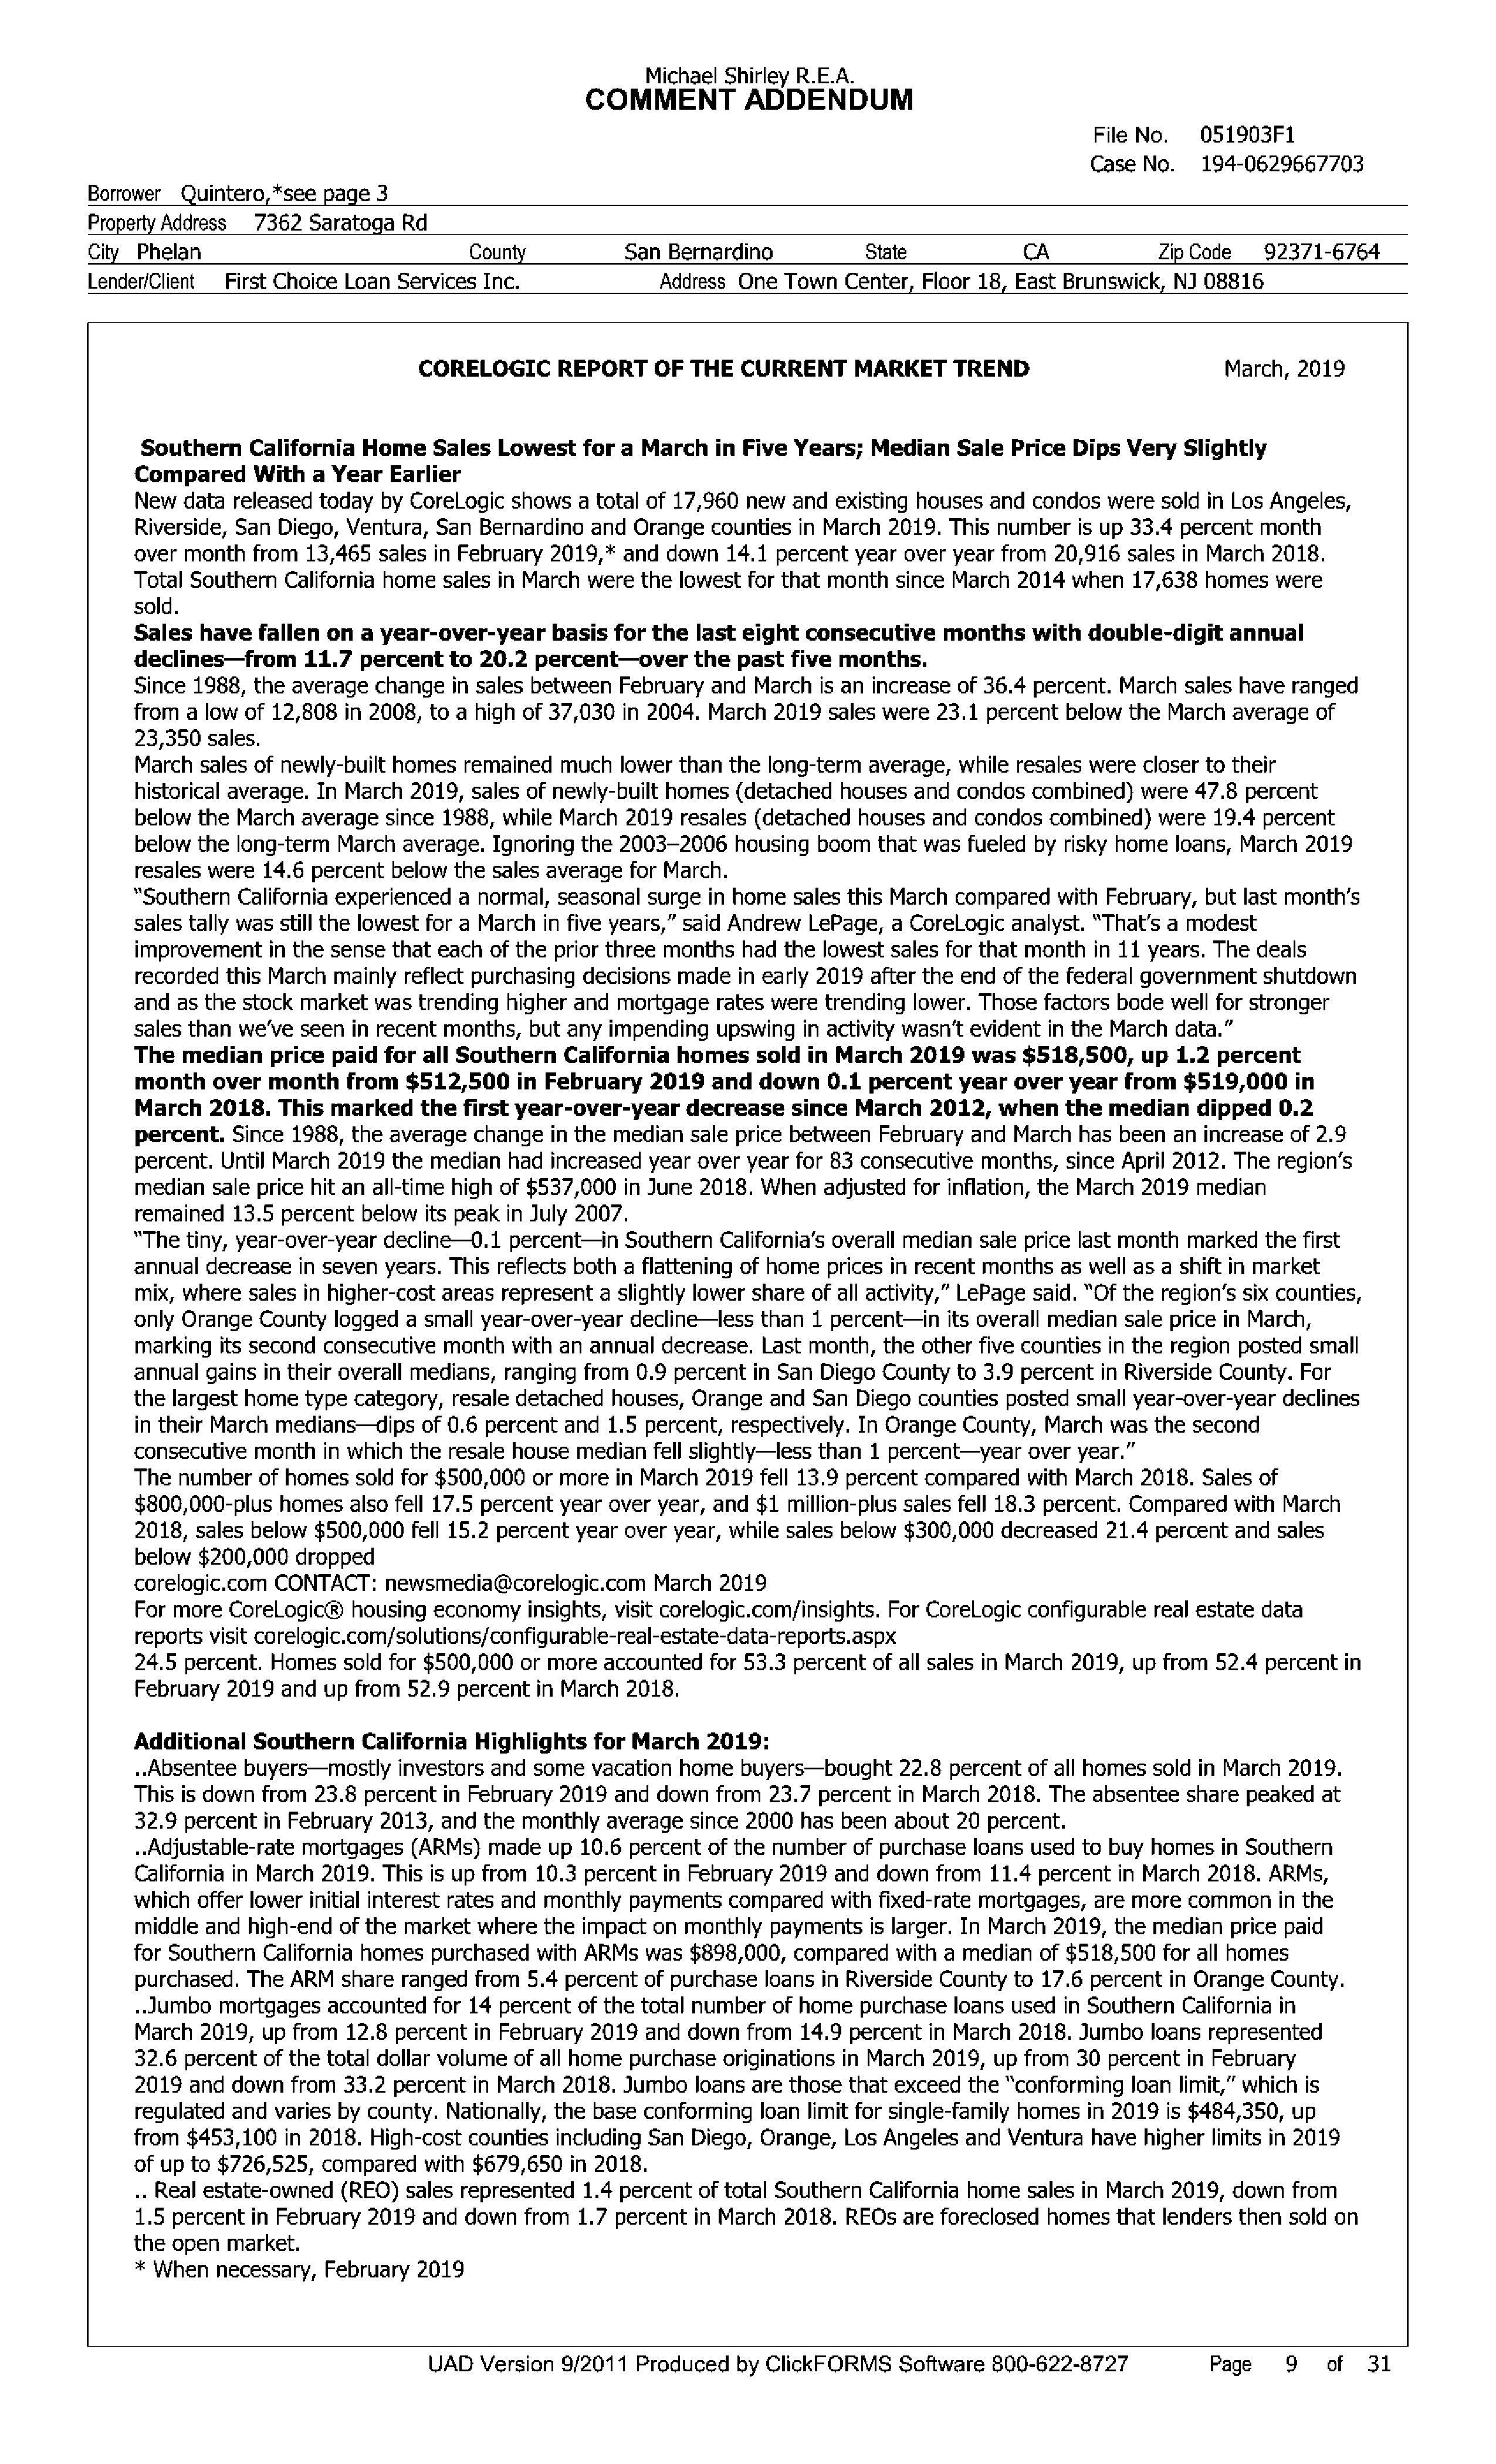 Michael Shirley R.E.A.
COMMENT ADDENDUM
File No. 051903F1
Case No. 194-0629667703
Borrower Quintero,*see page 3
Property Address 7362 Saratoga Rd
City Phelan County San Bernardino State CA Zip Code 92371-6764
Lender/Client First Choice Loan Services Inc. Address One Town Center, Floor 18, East Brunswick, NJ 08816
CORELOGIC REPORT OF THE CURRENT MARKET TREND March, 2019
Southern California Home Sales Lowest for a March in Five Years; Median Sale Price Dips Very Slightly
Compared With a Year Earlier
New data released today by CoreLogic shows a total of 17,960 new and existing houses and condos were sold in Los Angeles,
Riverside, San Diego, Ventura, San Bernardino and Orange counties in March 2019. This number is up 33.4 percent month
over month from 13,465 sales in February 2019,* and down 14.1 percent year over year from 20,916 sales in March 2018.
Total Southern California home sales in March were the lowest for that month since March 2014 when 17,638 homes were
sold.
Sales have fallen on a year-over-year basis for the last eight consecutive months with double-digit annual
declines—from 11.7 percent to 20.2 percent—over the past five months.
Since 1988, the average change in sales between February and March is an increase of 36.4 percent. March sales have ranged
from a low of 12,808 in 2008, to a high of 37,030 in 2004. March 2019 sales were 23.1 percent below the March average of
23,350 sales.
March sales of newly-built homes remained much lower than the long-term average, while resales were closer to their
historical average. In March 2019, sales of newly-built homes (detached houses and condos combined) were 47.8 percent
below the March average since 1988, while March 2019 resales (detached houses and condos combined) were 19.4 percent
below the long-term March average. Ignoring the 2003–2006 housing boom that was fueled by risky home loans, March 2019
resales were 14.6 percent below the sales average for March.
“Southern California experienced a normal, seasonal surge in home sales this March compared with February, but last month’s
sales tally was still the lowest for a March in five years,” said Andrew LePage, a CoreLogic analyst. “That’s a modest
improvement in the sense that each of the prior three months had the lowest sales for that month in 11 years. The deals
recorded this March mainly reflect purchasing decisions made in early 2019 after the end of the federal government shutdown
and as the stock market was trending higher and mortgage rates were trending lower. Those factors bode well for stronger
sales than we’ve seen in recent months, but any impending upswing in activity wasn’t evident in the March data.”
The median price paid for all Southern California homes sold in March 2019 was $518,500, up 1.2 percent
month over month from $512,500 in February 2019 and down 0.1 percent year over year from $519,000 in
March 2018. This marked the first year-over-year decrease since March 2012, when the median dipped 0.2
percent. Since 1988, the average change in the median sale price between February and March has been an increase of 2.9
percent. Until March 2019 the median had increased year over year for 83 consecutive months, since April 2012. The region’s
median sale price hit an all-time high of $537,000 in June 2018. When adjusted for inflation, the March 2019 median
remained 13.5 percent below its peak in July 2007.
“The tiny, year-over-year decline—0.1 percent—in Southern California’s overall median sale price last month marked the first
annual decrease in seven years. This reflects both a flattening of home prices in recent months as well as a shift in market
mix, where sales in higher-cost areas represent a slightly lower share of all activity,” LePage said. “Of the region’s six counties,
only Orange County logged a small year-over-year decline—less than 1 percent—in its overall median sale price in March,
marking its second consecutive month with an annual decrease. Last month, the other five counties in the region posted small
annual gains in their overall medians, ranging from 0.9 percent in San Diego County to 3.9 percent in Riverside County. For
the largest home type category, resale detached houses, Orange and San Diego counties posted small year-over-year declines
in their March medians—dips of 0.6 percent and 1.5 percent, respectively. In Orange County, March was the second
consecutive month in which the resale house median fell slightly—less than 1 percent—year over year.”
The number of homes sold for $500,000 or more in March 2019 fell 13.9 percent compared with March 2018. Sales of
$800,000-plus homes also fell 17.5 percent year over year, and $1 million-plus sales fell 18.3 percent. Compared with March
2018, sales below $500,000 fell 15.2 percent year over year, while sales below $300,000 decreased 21.4 percent and sales
below $200,000 dropped
corelogic.com CONTACT: newsmedia@corelogic.com March 2019
For more CoreLogic® housing economy insights, visit corelogic.com/insights. For CoreLogic configurable real estate data
reports visit corelogic.com/solutions/configurable-real-estate-data-reports.aspx
24.5 percent. Homes sold for $500,000 or more accounted for 53.3 percent of all sales in March 2019, up from 52.4 percent in
February 2019 and up from 52.9 percent in March 2018.
Additional Southern California Highlights for March 2019:
..Absentee buyers—mostly investors and some vacation home buyers—bought 22.8 percent of all homes sold in March 2019.
This is down from 23.8 percent in February 2019 and down from 23.7 percent in March 2018. The absentee share peaked at
32.9 percent in February 2013, and the monthly average since 2000 has been about 20 percent.
..Adjustable-rate mortgages (ARMs) made up 10.6 percent of the number of purchase loans used to buy homes in Southern
California in March 2019. This is up from 10.3 percent in February 2019 and down from 11.4 percent in March 2018. ARMs,
which offer lower initial interest rates and monthly payments compared with fixed-rate mortgages, are more common in the
middle and high-end of the market where the impact on monthly payments is larger. In March 2019, the median price paid
for Southern California homes purchased with ARMs was $898,000, compared with a median of $518,500 for all homes
purchased. The ARM share ranged from 5.4 percent of purchase loans in Riverside County to 17.6 percent in Orange County.
..Jumbo mortgages accounted for 14 percent of the total number of home purchase loans used in Southern California in
March 2019, up from 12.8 percent in February 2019 and down from 14.9 percent in March 2018. Jumbo loans represented
32.6 percent of the total dollar volume of all home purchase originations in March 2019, up from 30 percent in February
2019 and down from 33.2 percent in March 2018. Jumbo loans are those that exceed the “conforming loan limit,” which is
regulated and varies by county. Nationally, the base conforming loan limit for single-family homes in 2019 is $484,350, up
from $453,100 in 2018. High-cost counties including San Diego, Orange, Los Angeles and Ventura have higher limits in 2019
of up to $726,525, compared with $679,650 in 2018.
.. Real estate-owned (REO) sales represented 1.4 percent of total Southern California home sales in March 2019, down from
1.5 percent in February 2019 and down from 1.7 percent in March 2018. REOs are foreclosed homes that lenders then sold on
the open market.
* When necessary, February 2019
UAD Version 9/2011 Produced by ClickFORMS Software 800-622-8727 Page 9 of 31